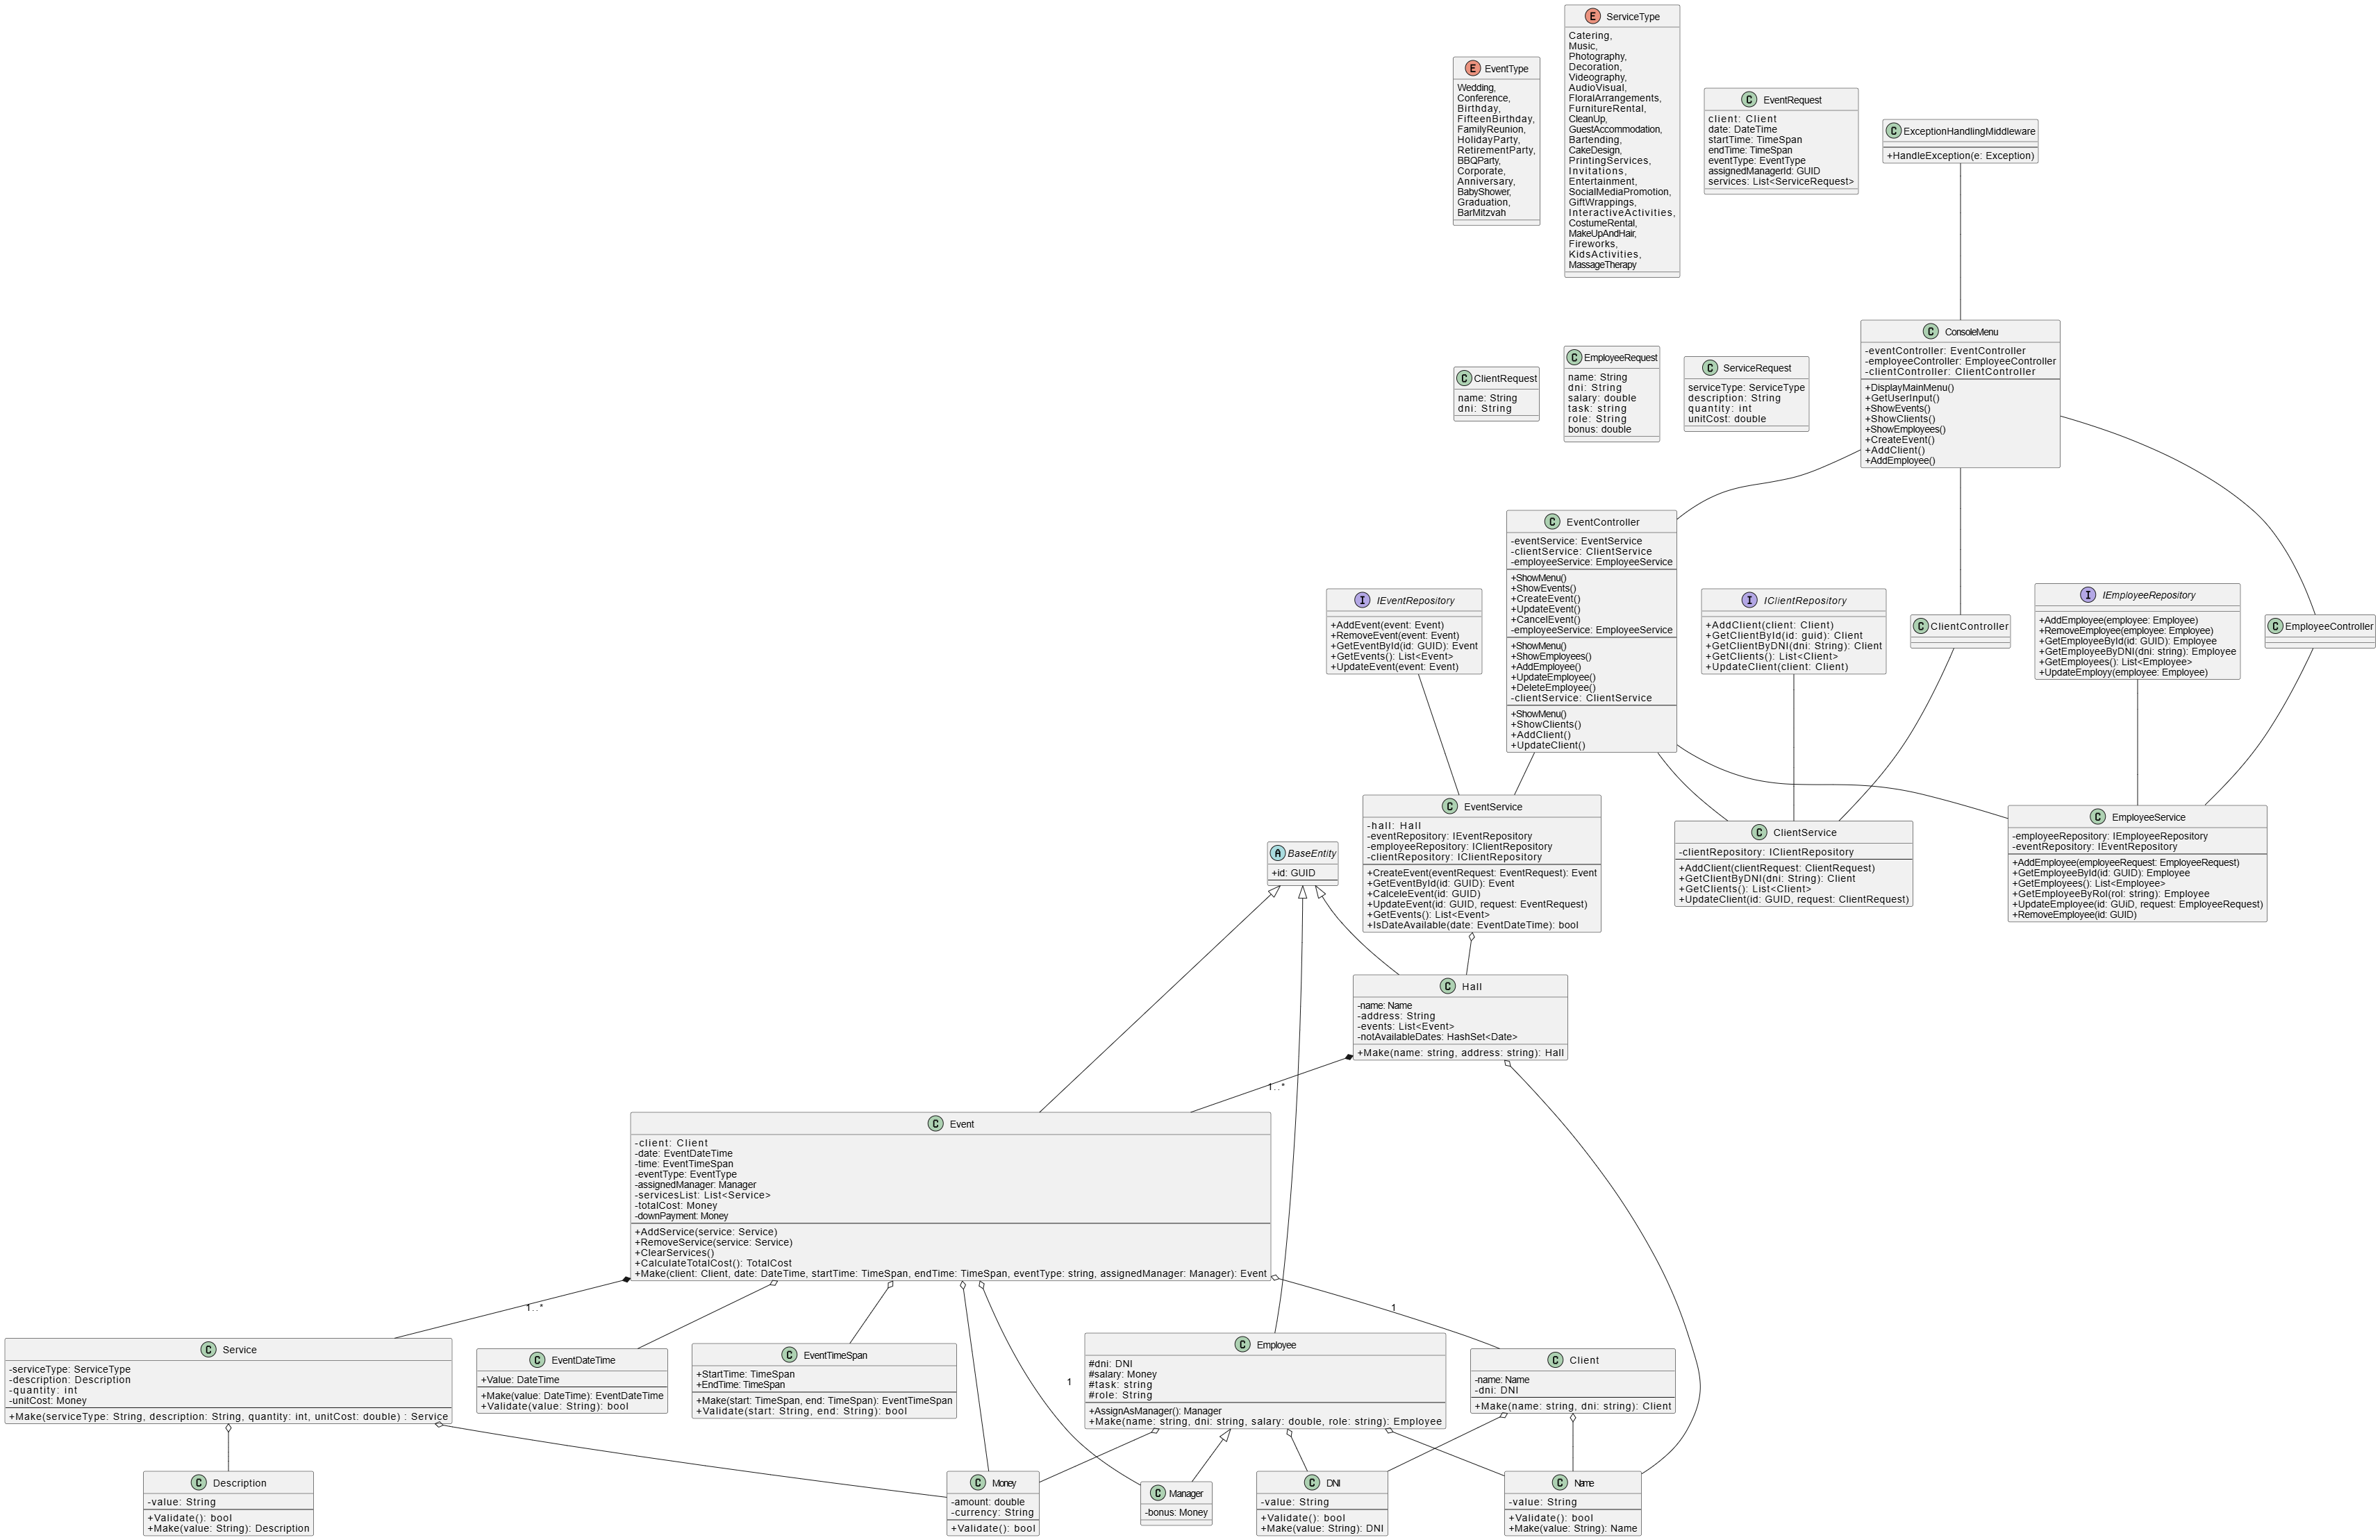 E ServiceType
Catering,
Music,
Photography,
Decoration,
Videography,
AudioVisual,
FloralArrangements,
FurnitureRental,
CleanUp,
GuestAccommodation,
Bartending,
CakeDesign,
PrintingServices,
Invitations,
Entertainment,
SocialMediaPromotion,
GiftWrappings,
InteractiveActivities,
CostumeRental,
MakeUpAndHair,
Fireworks,
KidsActivities,
MassageTherapy
E EventType
Wedding,
Conference,
Birthday,
FifteenBirthday,
FamilyReunion,
HolidayParty,
RetirementParty,
BBQParty,
Corporate,
Anniversary,
BabyShower,
Graduation,
BarMitzvah
C EventRequest
client: Client
date: DateTime
startTime: TimeSpan
endTime: TimeSpan
eventType: EventType
assignedManagerId: GUID
services: List<ServiceRequest>
C ExceptionHandlingMiddleware
+HandleException(e: Exception)
C ClientRequest
name: String
dni: String
C EmployeeRequest
name: String
dni: String
salary: double
task: string
role: String
bonus: double
C ServiceRequest
serviceType: ServiceType
description: String
quantity: int
unitCost: double
C ConsoleMenu
-eventController: EventController
-employeeController: EmployeeController
-clientController: ClientController
+DisplayMainMenu()
+GetUserInput()
+ShowEvents()
+ShowClients()
+ShowEmployees()
+CreateEvent()
+AddClient()
+AddEmployee()
C EventController
-eventService: EventService
-clientService: ClientService
-employeeService: EmployeeService
+ShowMenu()
+ShowEvents()
+CreateEvent()
+UpdateEvent()
+CancelEvent()
-employeeService: EmployeeService
+ShowMenu()
+ShowEmployees()
+AddEmployee()
+UpdateEmployee()
+DeleteEmployee()
-clientService: ClientService
+ShowMenu()
+ShowClients()
+AddClient()
+UpdateClient()
I IEventRepository
+AddEvent(event: Event)
+RemoveEvent(event: Event)
+GetEventById(id: GUID): Event
+GetEvents(): List<Event>
+UpdateEvent(event: Event)
I IClientRepository
+AddClient(client: Client)
+GetClientById(id: guid): Client
+GetClientByDNI(dni: String): Client
+GetClients(): List<Client>
+UpdateClient(client: Client)
C ClientController
I IEmployeeRepository
+AddEmployee(employee: Employee)
+RemoveEmployee(employee: Employee)
+GetEmployeeById(id: GUID): Employee
+GetEmployeeByDNI(dni: string): Employee
+GetEmployees(): List<Employee>
+UpdateEmployy(employee: Employee)
C EmployeeController
C EventService
-hall: Hall
-eventRepository: IEventRepository
-employeeRepository: IClientRepository
-clientRepository: IClientRepository
+CreateEvent(eventRequest: EventRequest): Event
+GetEventById(id: GUID): Event
+CalceleEvent(id: GUID)
+UpdateEvent(id: GUID, request: EventRequest)
+GetEvents(): List<Event>
+IsDateAvailable(date: EventDateTime): bool
C ClientService
-clientRepository: IClientRepository
+AddClient(clientRequest: ClientRequest)
+GetClientByDNI(dni: String): Client
+GetClients(): List<Client>
+UpdateClient(id: GUID, request: ClientRequest)
C EmployeeService
-employeeRepository: IEmployeeRepository
-eventRepository: IEventRepository
+AddEmployee(employeeRequest: EmployeeRequest)
+GetEmployeeById(id: GUID): Employee
+GetEmployees(): List<Employee>
+GetEmployeeByRol(rol: string): Employee
+UpdateEmployee(id: GUiD, request: EmployeeRequest)
+RemoveEmployee(id: GUID)
A BaseEntity
+id: GUID
C Hall
-name: Name
-address: String
-events: List<Event>
-notAvailableDates: HashSet<Date>
+Make(name: string, address: string): Hall
1..*
C Event
-client: Client
-date: EventDateTime
-time: EventTimeSpan
-eventType: EventType
-assignedManager: Manager
-servicesList: List<Service>
-totalCost: Money
-downPayment: Money
+AddService(service: Service)
+RemoveService(service: Service)
+ClearServices()
+CalculateTotalCost(): TotalCost
+Make(client: Client, date: DateTime, startTime: TimeSpan, endTime: TimeSpan, eventType: string, assignedManager: Manager): Event
1..*
1
1
C Service
-serviceType: ServiceType
-description: Description
-quantity: int
-unitCost: Money
+Make(serviceType: String, description: String, quantity: int, unitCost: double) : Service
C EventDateTime
+Value: DateTime
+Make(value: DateTime): EventDateTime
+Validate(value: String): bool
C EventTimeSpan
+StartTime: TimeSpan
+EndTime: TimeSpan
+Make(start: TimeSpan, end: TimeSpan): EventTimeSpan
+Validate(start: String, end: String): bool
C Employee
#dni: DNI
#salary: Money
#task: string
#role: String
+AssignAsManager(): Manager
+Make(name: string, dni: string, salary: double, role: string): Employee
C Client
-name: Name
-dni: DNI
+Make(name: string, dni: string): Client
C Description
-value: String
+Validate(): bool
+Make(value: String): Description
C Money
-amount: double
-currency: String
+Validate(): bool
C Manager
-bonus: Money
C DNI
-value: String
+Validate(): bool
+Make(value: String): DNI
C Name
-value: String
+Validate(): bool
+Make(value: String): Name